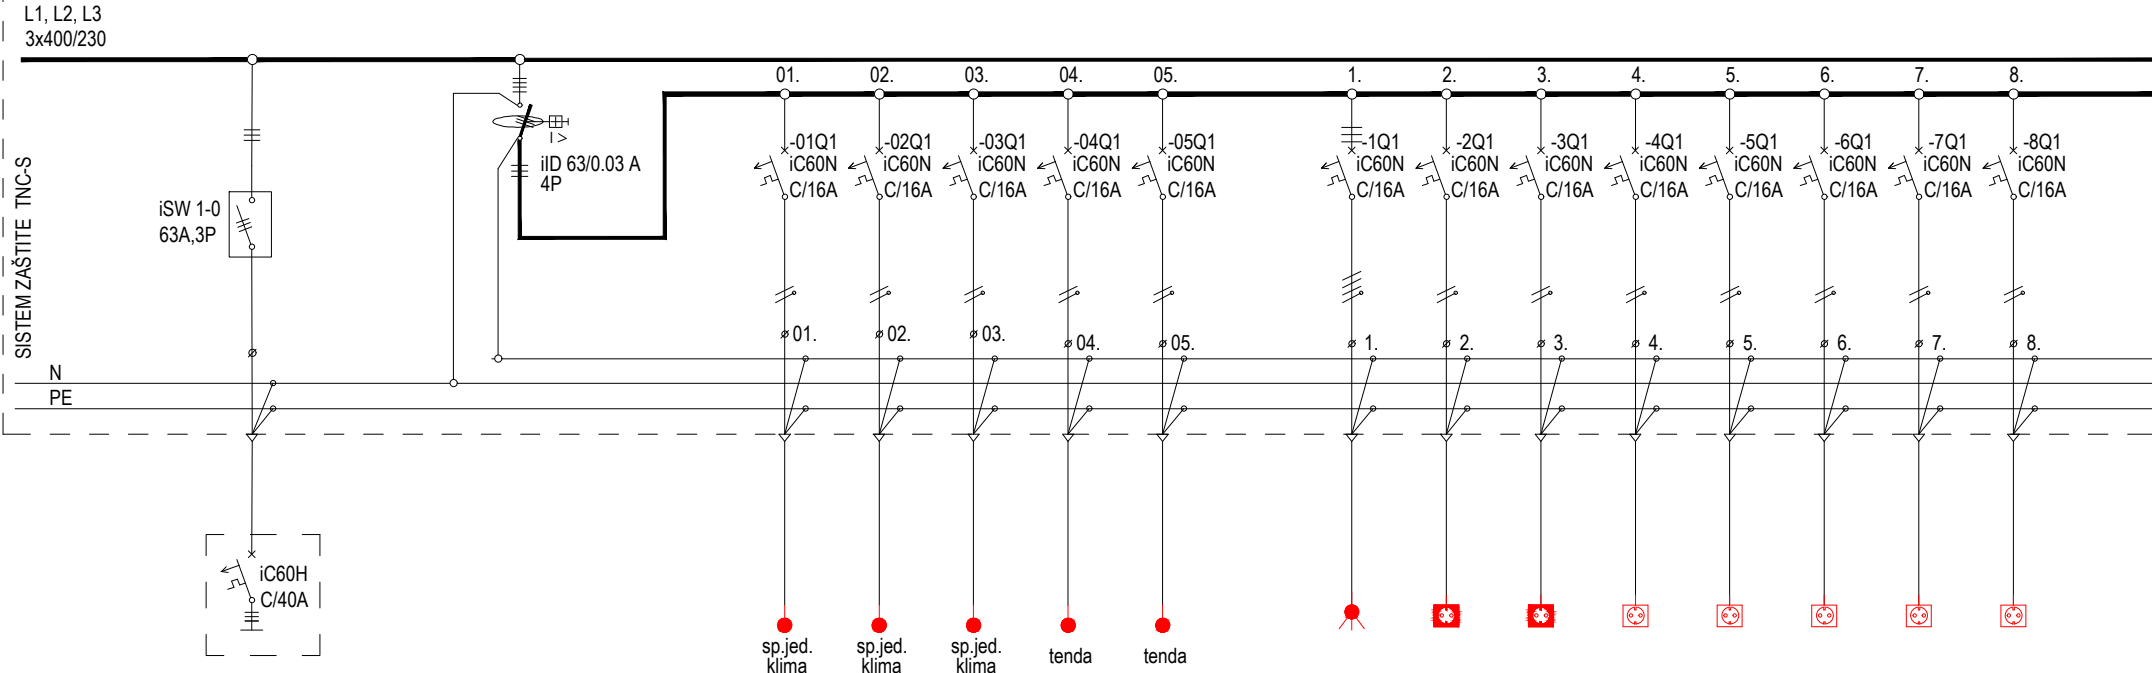 L1, L2, L3
3x400/230
SISTEM ZAŠTITE TNC-S
N
PE
iSW 1-0
63A,3P
iC60H
C/40A
I >
iID 63/0.03 A
4P
01.
02.
03.
04.
05.
1.
2.
3.
4.
5.
6.
7.
8.
-01Q1
iC60N
C/16A
-02Q1
iC60N
C/16A
-03Q1
iC60N
C/16A
-04Q1
iC60N
C/16A
-05Q1
iC60N
C/16A
-1Q1
iC60N
C/16A
-2Q1
iC60N
C/16A
-3Q1
iC60N
C/16A
-4Q1
iC60N
C/16A
-5Q1
iC60N
C/16A
-6Q1
iC60N
C/16A
-7Q1
iC60N
C/16A
-8Q1
iC60N
C/16A
01.
02.
03.
04.
05.
1.
2.
3.
4.
5.
6.
7.
8.
sp.jed.
klima
sp.jed.
klima
sp.jed.
klima
tenda
tenda